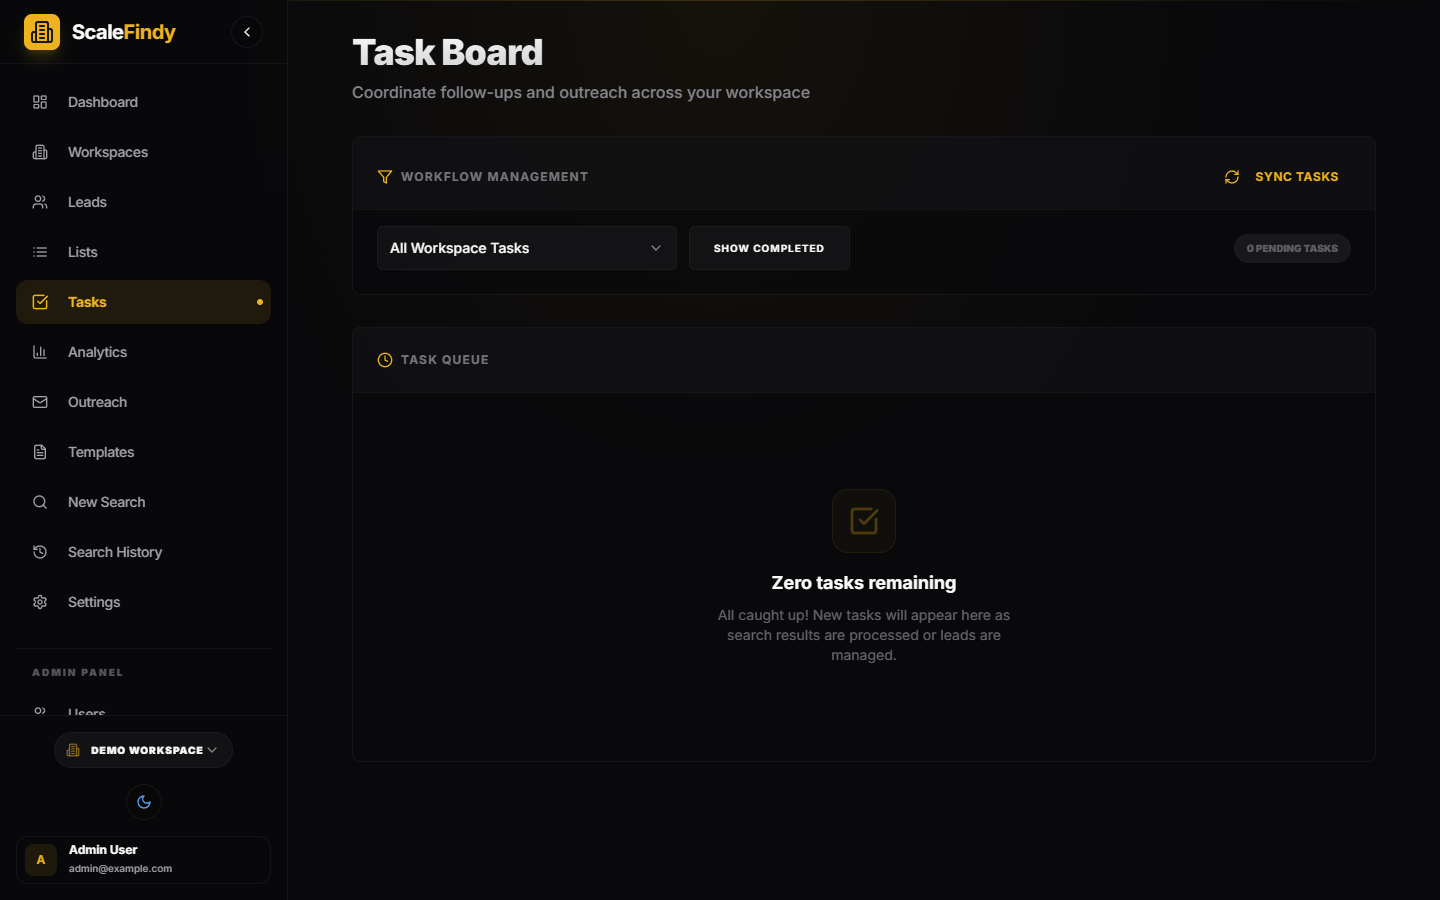 ScaleFindy
Dashboard
Workspaces
Leads
Lists
Tasks
Analytics
Outreach
Templates
New Search
Search History
Settings
ADMIN PANEL
Users
DEMO WORKSPACE
A
Admin User
admin@example.com
Task Board
Coordinate follow-ups and outreach across your workspace
WORKFLOW MANAGEMENT
SYNC TASKS
All Workspace Tasks
SHOW COMPLETED
0 PENDING TASKS
TASK QUEUE
Zero tasks remaining
All caught up! New tasks will appear here as
search results are processed or leads are
managed.